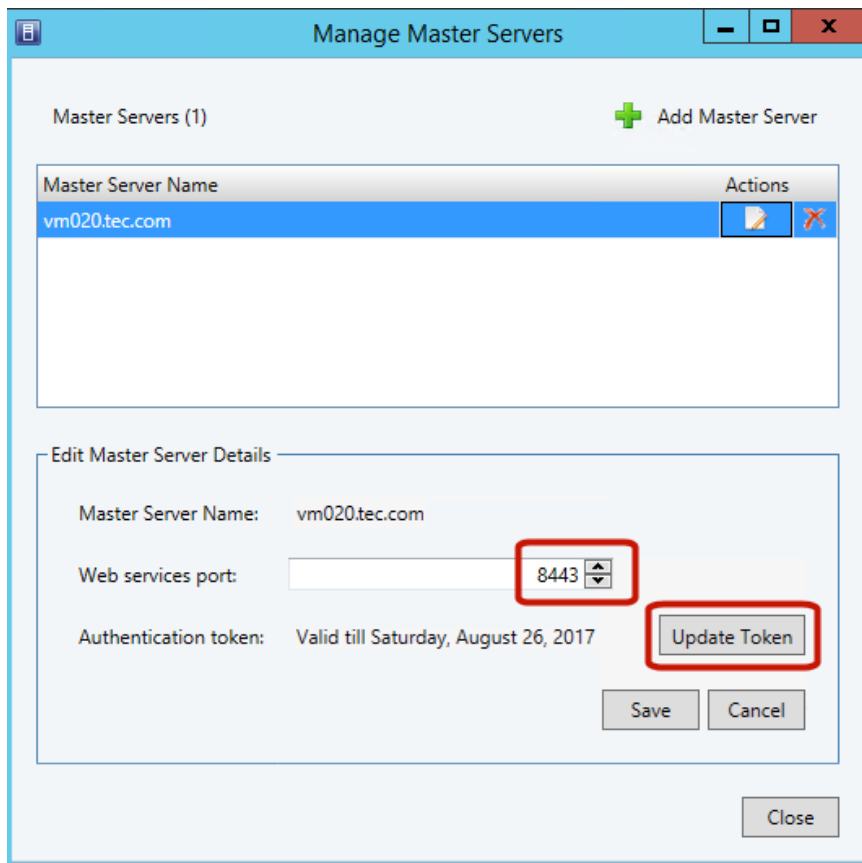 Manage Master Servers
Master Servers (1) Add Master Server
Master Server Name Actions
vm020.tec.com
Edit Master Server Details
Master Server Name: vm020.tec.com
Web services port: 8443
Authentication token: Valid till Saturday, August 26, 2017 Update Token
Save Cancel
Close